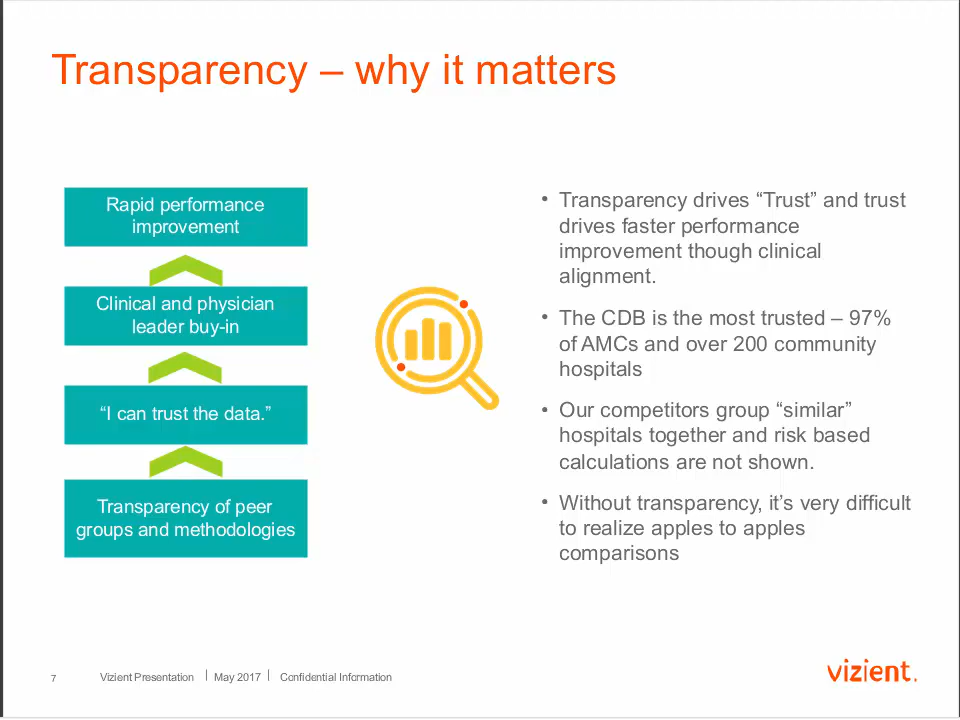 Transparency – why it matters
Rapid performance
improvement
Clinical and physician
leader buy-in
“I can trust the data.”
Transparency of peer
groups and methodologies
• Transparency drives “Trust” and trust
drives faster performance
improvement though clinical
alignment.
• The CDB is the most trusted – 97%
of AMCs and over 200 community
hospitals
• Our competitors group “similar”
hospitals together and risk based
calculations are not shown.
• Without transparency, it’s very difficult
to realize apples to apples
comparisons
7 Vizient Presentation | May 2017 | Confidential Information
vizient.